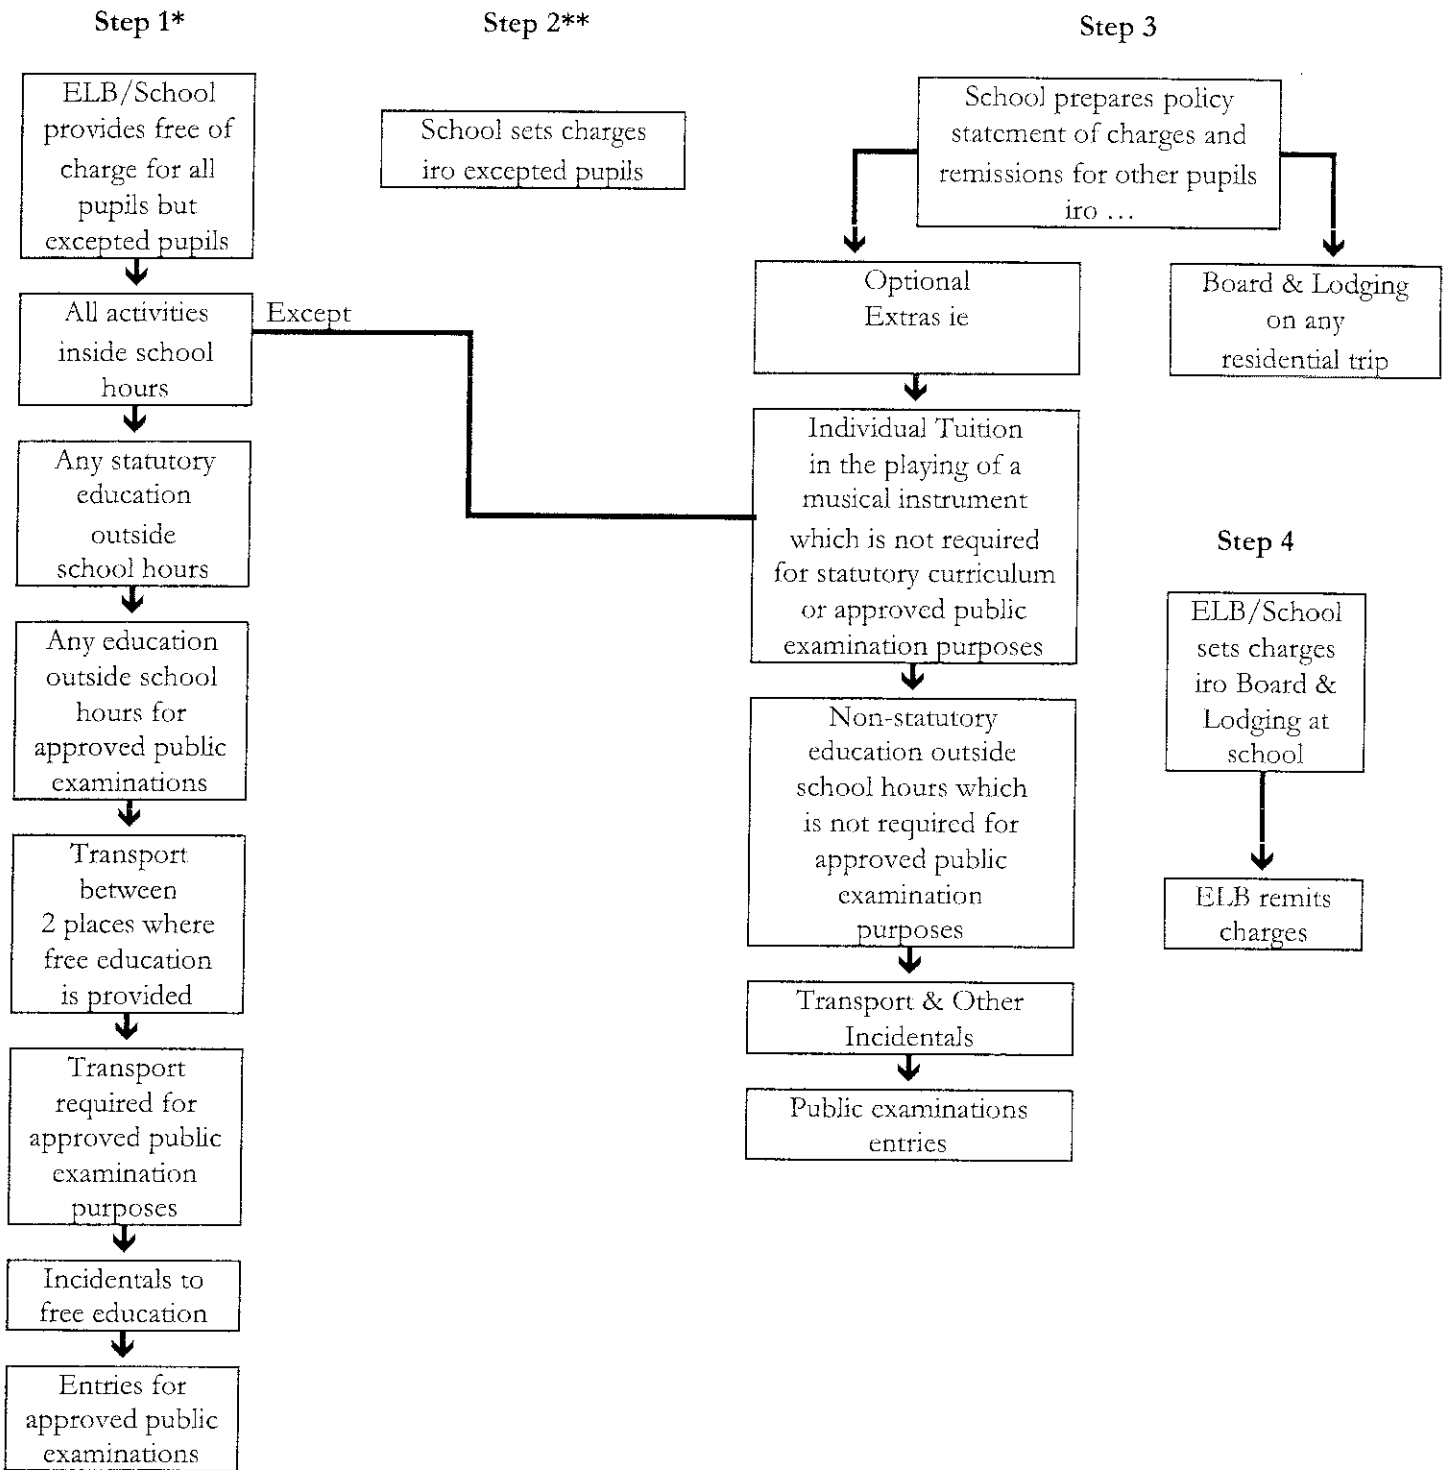 Step 1*
ELB/School
provides free of
charge for all
pupils but
excepted pupils
All activities
inside school
hours
Except
Any statutory
education
outside
school hours
Any education
outside school
hours for
approved public
examinations
Transport
between
2 places where
free education
is provided
Transport
required for
approved public
examination
purposes
Incidentals to
free education
Entries for
approved public
examinations
Step 2**
School sets charges
iro excepted pupils
Step 3
School prepares policy
statement of charges and
remissions for other pupils
iro ...
Optional
Extras ie
Individual Tuition
in the playing of a
musical instrument
which is not required
for statutory curriculum
or approved public
examination purposes
Non-statutory
education outside
school hours which
is not required for
approved public
examination
purposes
Transport & Other
Incidentals
Public examinations
entries
Board & Lodging
on any
residential trip
Step 4
ELB/School
sets charges
iro Board &
Lodging at
school
ELB remits
charges